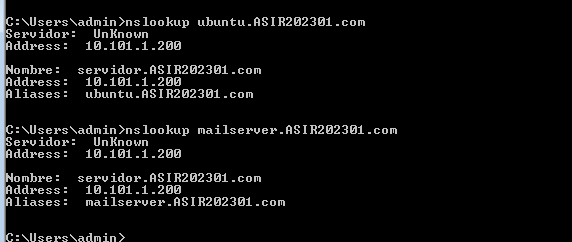 C:\Users\admin>nslookup ubuntu.ASIR202301.com
Servidor:  UnKnown
Address:  10.101.1.200
Nombre:  servidor.ASIR202301.com
Address:  10.101.1.200
Aliases:  ubuntu.ASIR202301.com
C:\Users\admin>nslookup mailserver.ASIR202301.com
Servidor:  UnKnown
Address:  10.101.1.200
Nombre:  servidor.ASIR202301.com
Address:  10.101.1.200
Aliases:  mailserver.ASIR202301.com
C:\Users\admin>